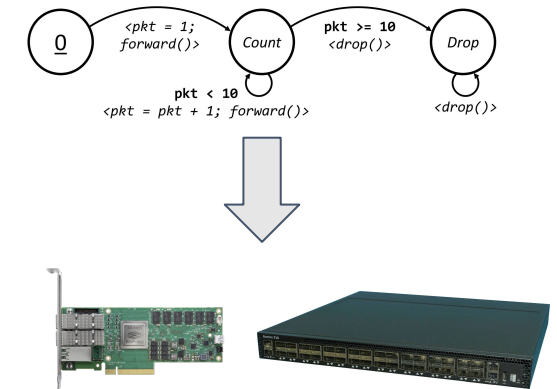 0
<pkt = 1;
forward()>
Count
pkt >= 10
<drop()>
Drop
pkt < 10
<pkt = pkt + 1; forward()>
<drop()>